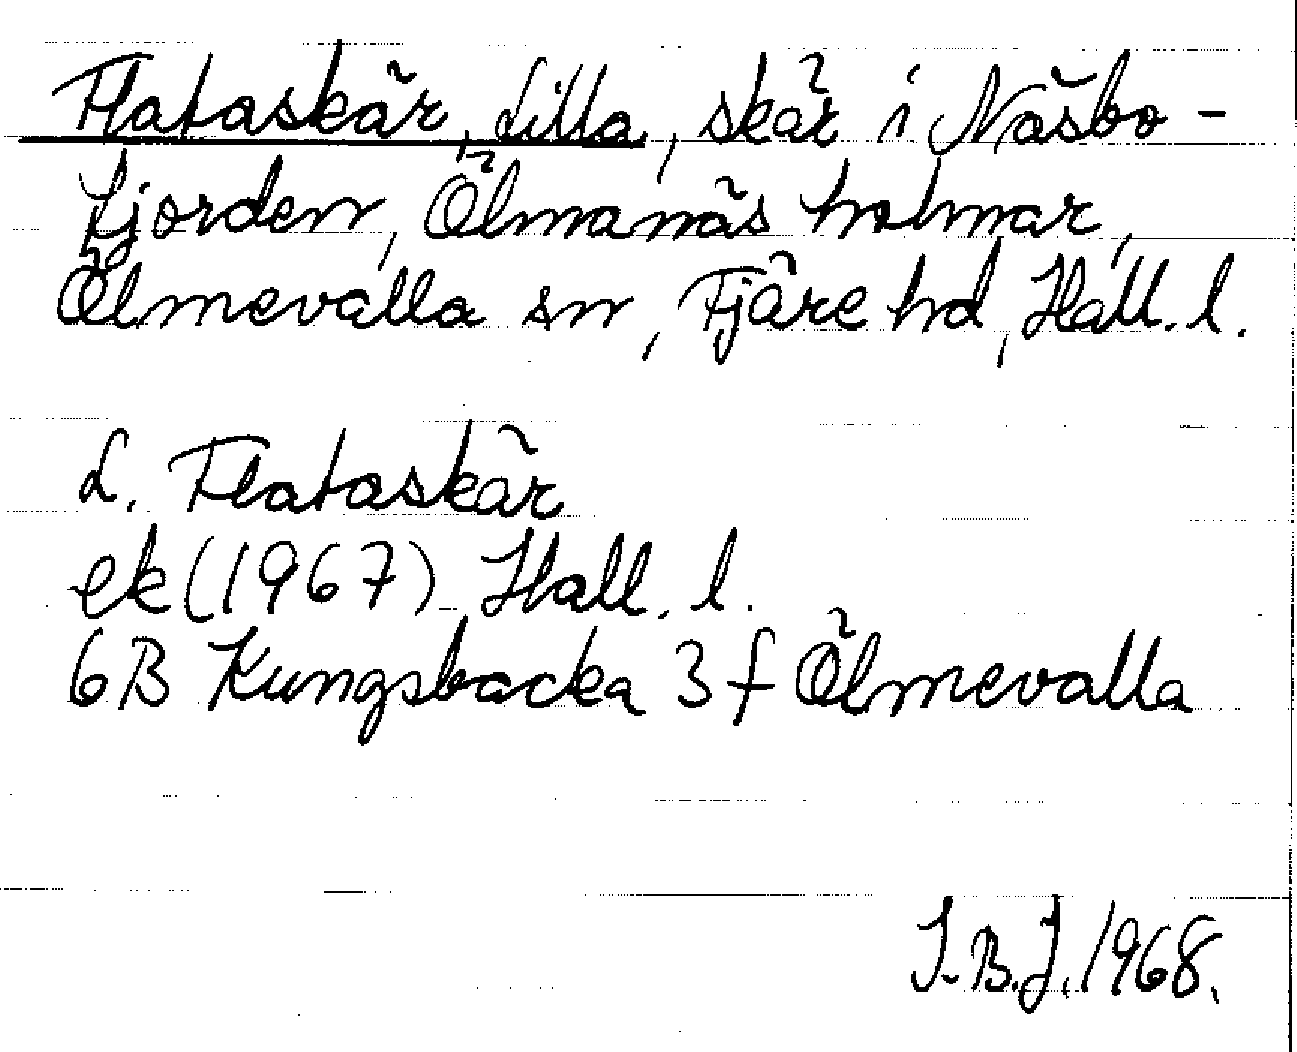 Flataskär, Lilla, skär i Näsbo-
fjorden, Ölmanäs holmar,
Ölmevalla sn, Fjäre hd, Hall. l.
L. Flataskär
ek (1967) Hall. l.
6B Kungsbacka 3 f Ölmevalla
I.B.J. 1968.